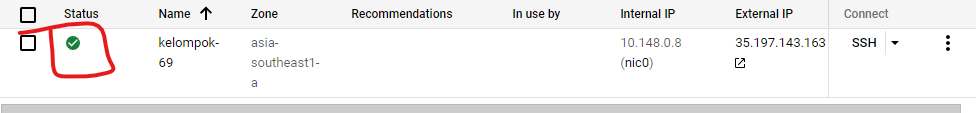 Status Name Zone Recommendations In use by Internal IP External IP Connect
kelompok- asia- 10.148.0.8 35.197.143.163 SSH
69 southeast1- (nic0)
a